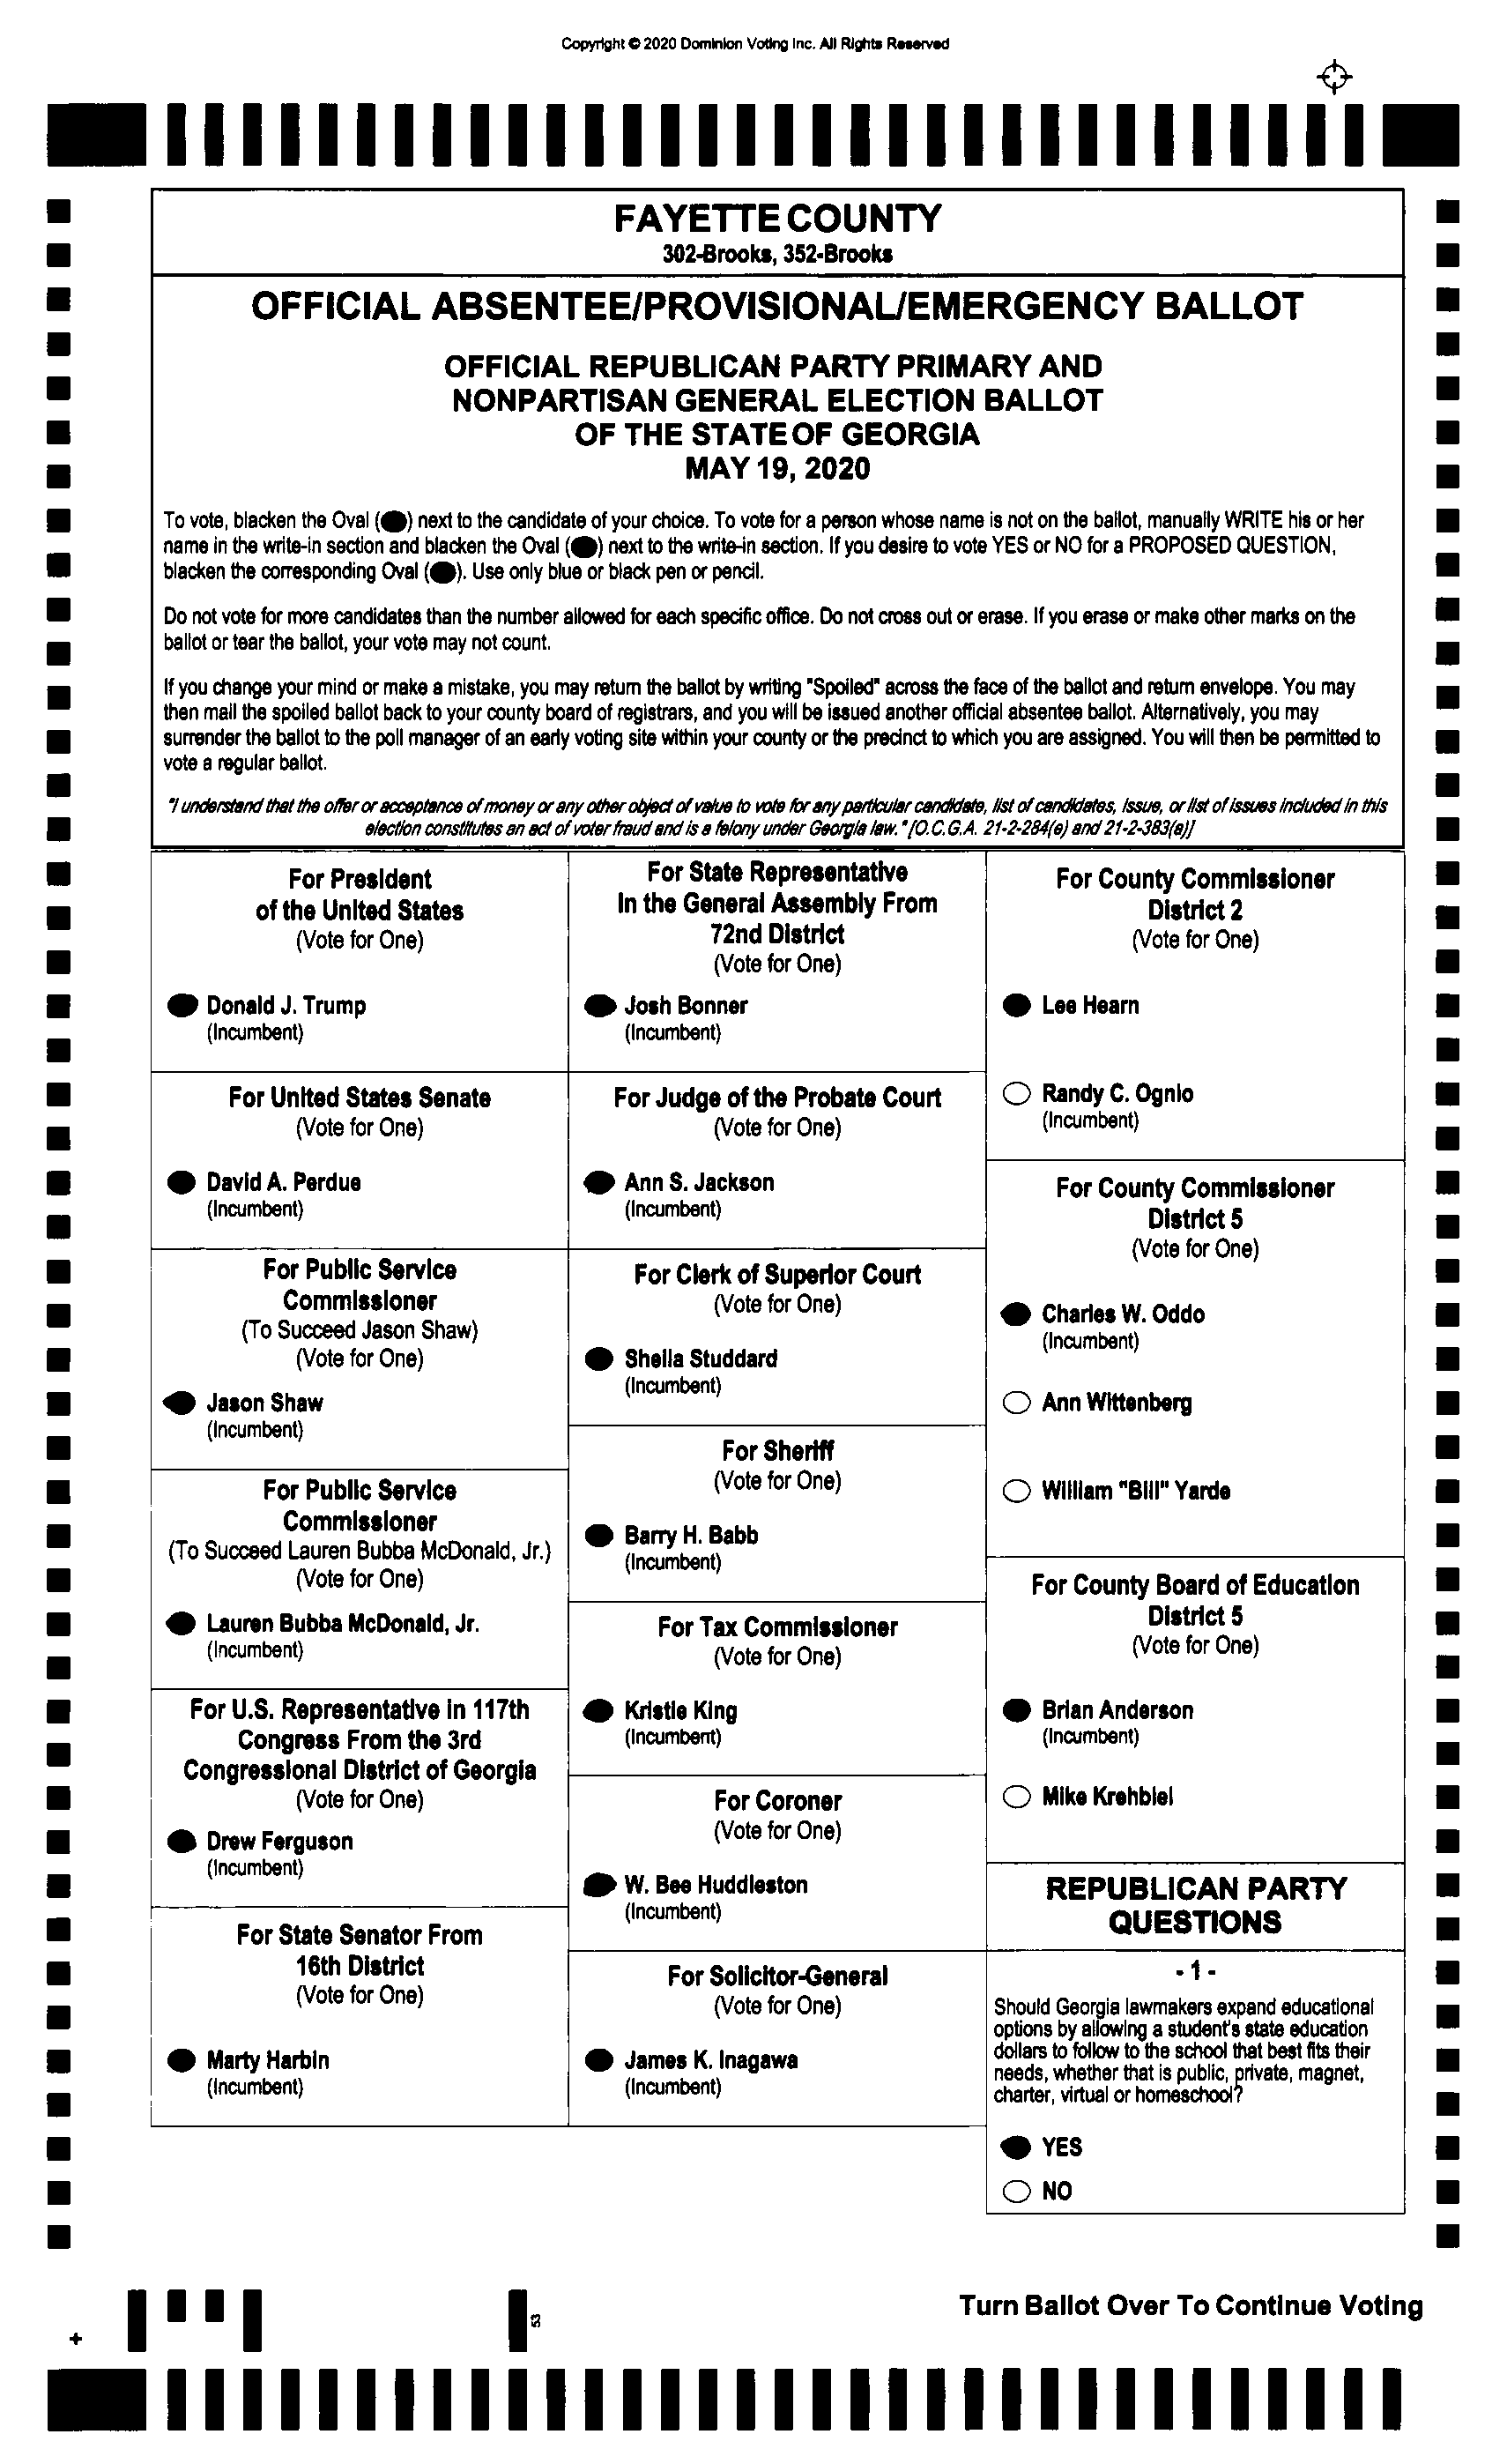 Copyright © 2020 Dominion Voting Inc. All Rights Reserved
FAYETTE COUNTY
302-Brooks, 352-Brooks
OFFICIAL ABSENTEE/PROVISIONAL/EMERGENCY BALLOT
OFFICIAL REPUBLICAN PARTY PRIMARY AND
NONPARTISAN GENERAL ELECTION BALLOT
OF THE STATE OF GEORGIA
MAY 19, 2020
To vote, blacken the Oval (●) next to the candidate of your choice. To vote for a person whose name is not on the ballot, manually WRITE his or her
name in the write-in section and blacken the Oval (●) next to the write-in section. If you desire to vote YES or NO for a PROPOSED QUESTION,
blacken the corresponding Oval (●). Use only blue or black pen or pencil.
Do not vote for more candidates than the number allowed for each specific office. Do not cross out or erase. If you erase or make other marks on the
ballot or tear the ballot, your vote may not count.
If you change your mind or make a mistake, you may return the ballot by writing "Spoiled" across the face of the ballot and return envelope. You may
then mail the spoiled ballot back to your county board of registrars, and you will be issued another official absentee ballot. Alternatively, you may
surrender the ballot to the poll manager of an early voting site within your county or the precinct to which you are assigned. You will then be permitted to
vote a regular ballot.
"I understand that the offer or acceptance of money or any other object of value to vote for any particular candidate, list of candidates, issue, or list of issues included in this
election constitutes an act of voter fraud and is a felony under Georgia law." [O.C.G.A. 21-2-284(e) and 21-2-383(a)]
For President
of the United States
(Vote for One)
Donald J. Trump
(Incumbent)
For United States Senate
(Vote for One)
David A. Perdue
(Incumbent)
For Public Service
Commissioner
(To Succeed Jason Shaw)
(Vote for One)
Jason Shaw
(Incumbent)
For Public Service
Commissioner
(To Succeed Lauren Bubba McDonald, Jr.)
(Vote for One)
Lauren Bubba McDonald, Jr.
(Incumbent)
For U.S. Representative in 117th
Congress From the 3rd
Congressional District of Georgia
(Vote for One)
Drew Ferguson
(Incumbent)
For State Senator From
16th District
(Vote for One)
Marty Harbin
(Incumbent)
For State Representative
In the General Assembly From
72nd District
(Vote for One)
Josh Bonner
(Incumbent)
For Judge of the Probate Court
(Vote for One)
Ann S. Jackson
(Incumbent)
For Clerk of Superior Court
(Vote for One)
Sheila Studdard
(Incumbent)
For Sheriff
(Vote for One)
Barry H. Babb
(Incumbent)
For Tax Commissioner
(Vote for One)
Kristie King
(Incumbent)
For Coroner
(Vote for One)
W. Bee Huddleston
(Incumbent)
For Solicitor-General
(Vote for One)
James K. Inagawa
(Incumbent)
For County Commissioner
District 2
(Vote for One)
Lee Hearn
Randy C. Ognio
(Incumbent)
For County Commissioner
District 5
(Vote for One)
Charles W. Oddo
(Incumbent)
Ann Wittenberg
William "Bill" Yarde
For County Board of Education
District 5
(Vote for One)
Brian Anderson
(Incumbent)
Mike Krehbiel
REPUBLICAN PARTY
QUESTIONS
- 1 -
Should Georgia lawmakers expand educational
options by allowing a student's state education
dollars to follow to the school that best fits their
needs, whether that is public, private, magnet,
charter, virtual or homeschool?
YES
NO
Turn Ballot Over To Continue Voting
53